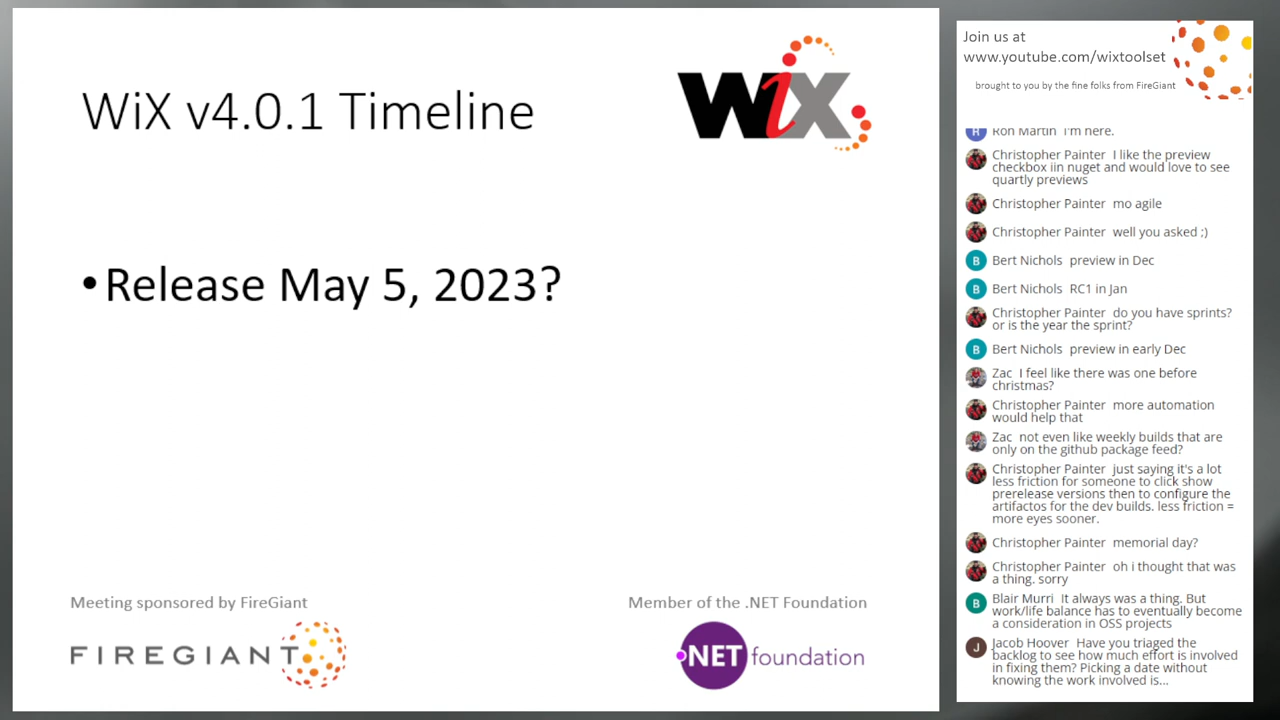 WiX v4.0.1 Timeline
WiX
•Release May 5, 2023?
Meeting sponsored by FireGiant
FIREGIANT
Member of the .NET Foundation
.NET foundation
Join us at
www.youtube.com/wixtoolset
brought to you by the fine folks from FireGiant
R Ron Martin I'm here.
Christopher Painter I like the preview
checkbox iin nuget and would love to see
quartly previews
Christopher Painter mo agile
Christopher Painter well you asked ;)
B Bert Nichols preview in Dec
B Bert Nichols RC1 in Jan
Christopher Painter do you have sprints?
or is the year the sprint?
B Bert Nichols preview in early Dec
Zac I feel like there was one before
christmas?
Christopher Painter more automation
would help that
Zac not even like weekly builds that are
only on the github package feed?
Christopher Painter just saying it's a lot
less friction for someone to click show
prerelease versions then to configure the
artifactos for the dev builds. less friction =
more eyes sooner.
Christopher Painter memorial day?
Christopher Painter oh i thought that was
a thing. sorry
B Blair Murri It always was a thing. But
work/life balance has to eventually become
a consideration in OSS projects
J Jacob Hoover Have you triaged the
backlog to see how much effort is involved
in fixing them? Picking a date without
knowing the work involved is...